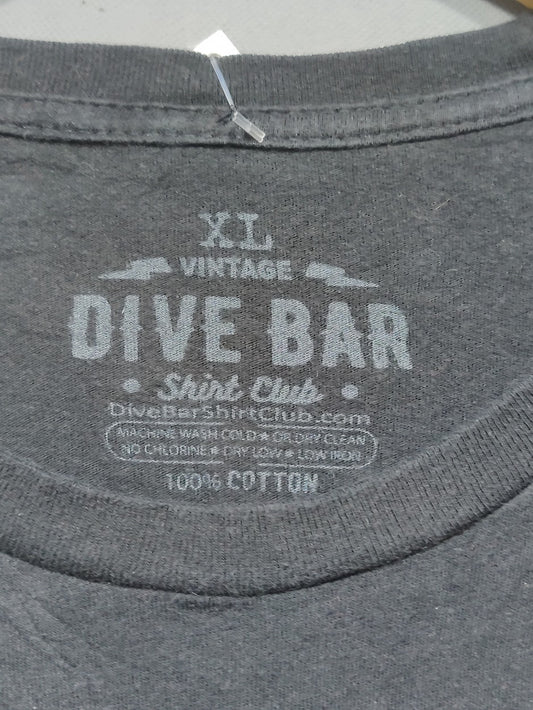 XL
VINTAGE
DIVE BAR
• Shirt Club •
DiveBarShirtClub.com
MACHINE WASH COLD ★ OR DRY CLEAN
NO CHLORINE ★ DRY LOW ★ LOW IRON
100% COTTON